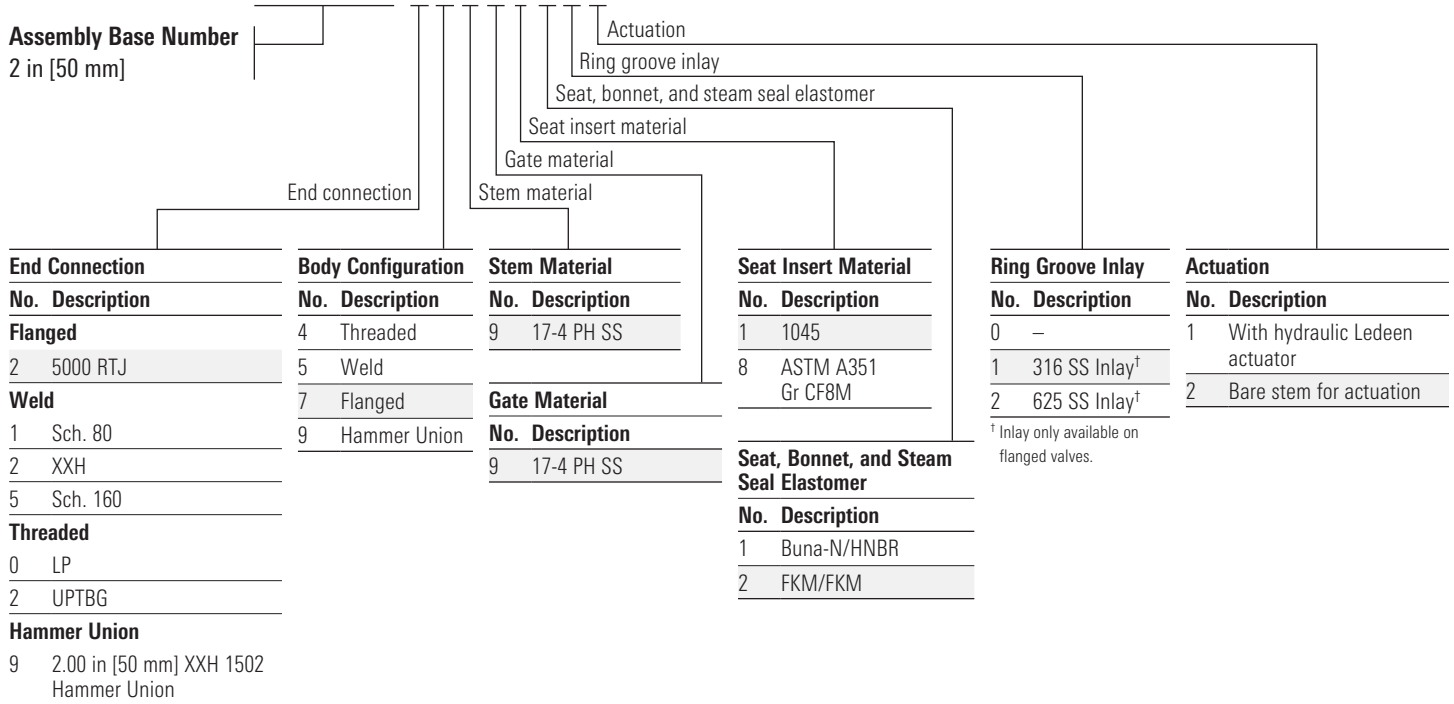 Assembly Base Number
2 in [50 mm]
Actuation
Ring groove inlay
Seat, bonnet, and steam seal elastomer
Seat insert material
Gate material
End connection
Stem material
End Connection
No. Description
Flanged
2 5000 RTJ
Weld
1 Sch. 80
2 XXH
5 Sch. 160
Threaded
0 LP
2 UPTBG
Hammer Union
9 2.00 in [50 mm] XXH 1502
Hammer Union
Body Configuration
No. Description
4 Threaded
5 Weld
7 Flanged
9 Hammer Union
Stem Material
No. Description
9 17-4 PH SS
Gate Material
No. Description
9 17-4 PH SS
Seat Insert Material
No. Description
1 1045
8 ASTM A351
Gr CF8M
Seat, Bonnet, and Steam
Seal Elastomer
No. Description
1 Buna-N/HNBR
2 FKM/FKM
Ring Groove Inlay
No. Description
0 –
1 316 SS Inlay†
2 625 SS Inlay†
† Inlay only available on
flanged valves.
Actuation
No. Description
1 With hydraulic Ledeen
actuator
2 Bare stem for actuation